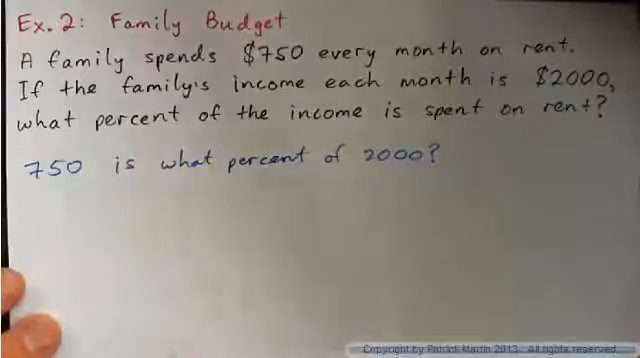 Ex. 2: Family Budget
A family spends $750 every month on rent.
If the family's income each month is $2000,
what percent of the income is spent on rent?
750 is what percent of 2000?
Copyright by Patrick Martin 2013. All rights reserved.